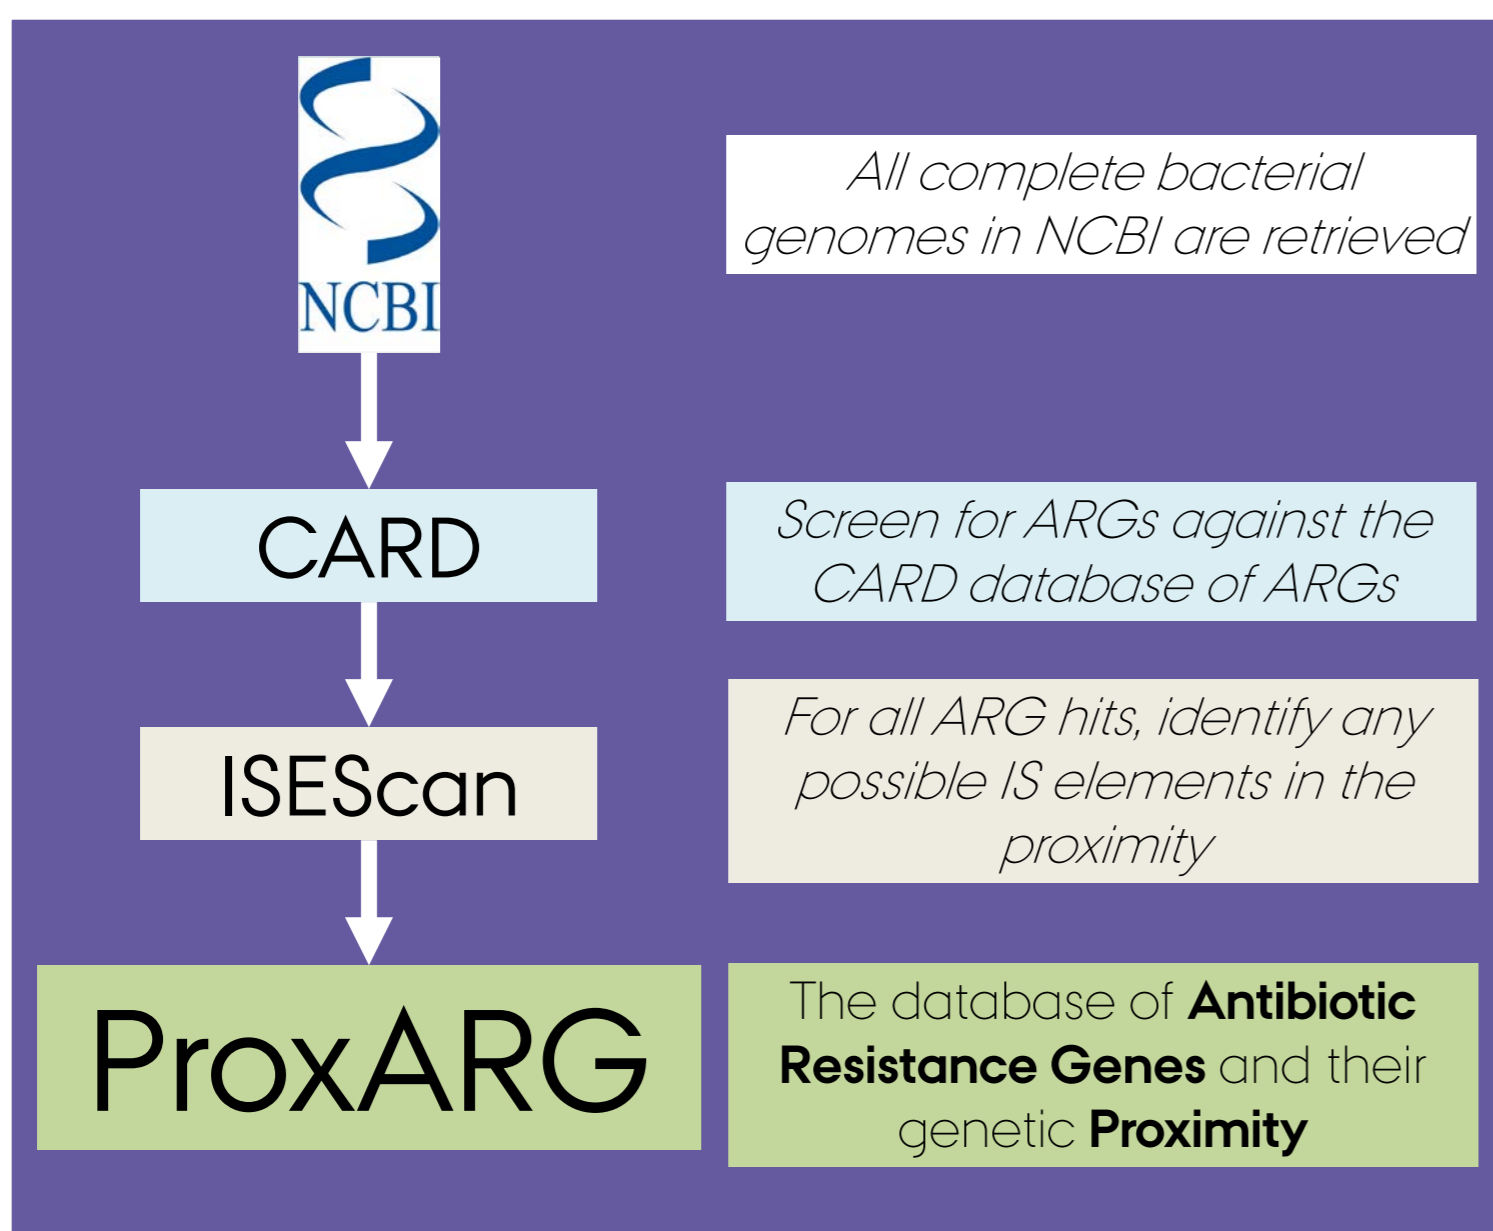 NCBI
All complete bacterial
genomes in NCBI are retrieved
CARD
Screen for ARGs against the
CARD database of ARGs
ISEScan
For all ARG hits, identify any
possible IS elements in the
proximity
ProxARG
The database of Antibiotic
Resistance Genes and their
genetic Proximity